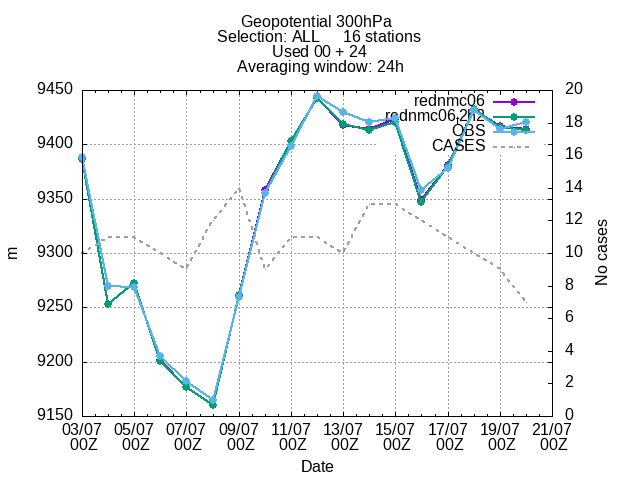 Geopotential 300hPa
Selection: ALL 16 stations
Used 00 + 24
Averaging window: 24h
9450
9400
9350
9300
9250
9200
9150
m
20
18
16
14
12
10
8
6
4
2
0
No cases
rednmc06
rednmc06.2h2
OBS
CASES
03/07 05/07 07/07 09/07 11/07 13/07 15/07 17/07 19/07 21/07
00Z 00Z 00Z 00Z 00Z 00Z 00Z 00Z 00Z 00Z
Date